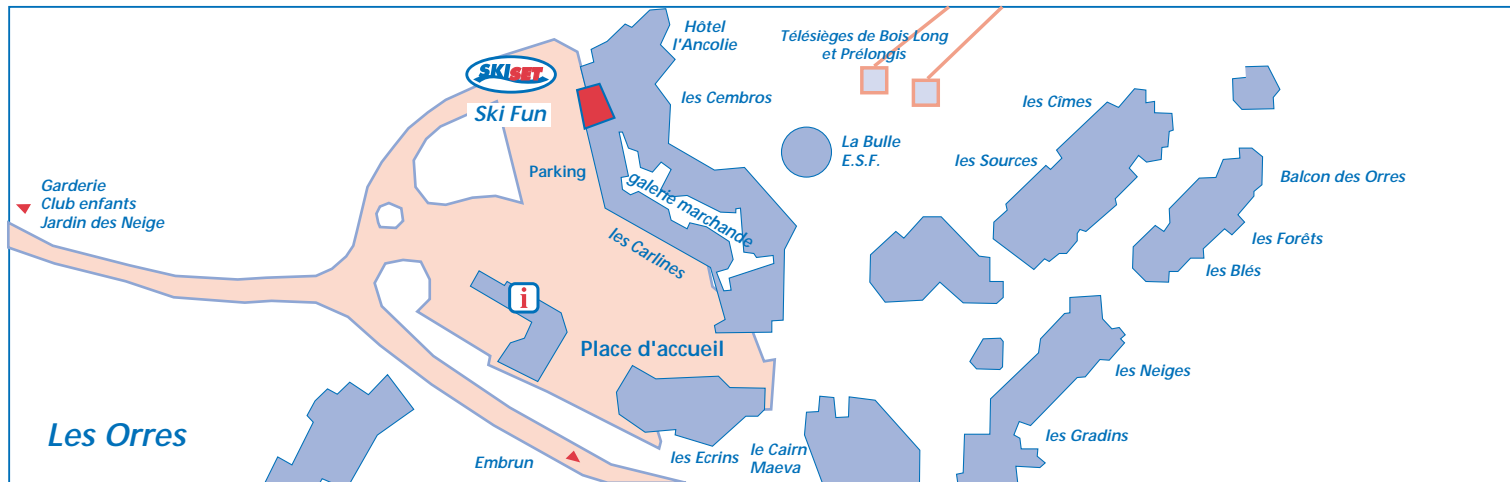 Hôtel
l'Ancolie
Télésièges de Bois Long
et Prélongis
SKISET
Ski Fun
les Cembros
les Cîmes
La Bulle
E.S.F.
les Sources
Parking
Balcon des Orres
Garderie
Club enfants
Jardin des Neige
galerie marchande
les Carlines
les Forêts
les Blés
i
Place d'accueil
les Neiges
Les Orres
les Gradins
Embrun
les Ecrins
le Cairn
Maeva